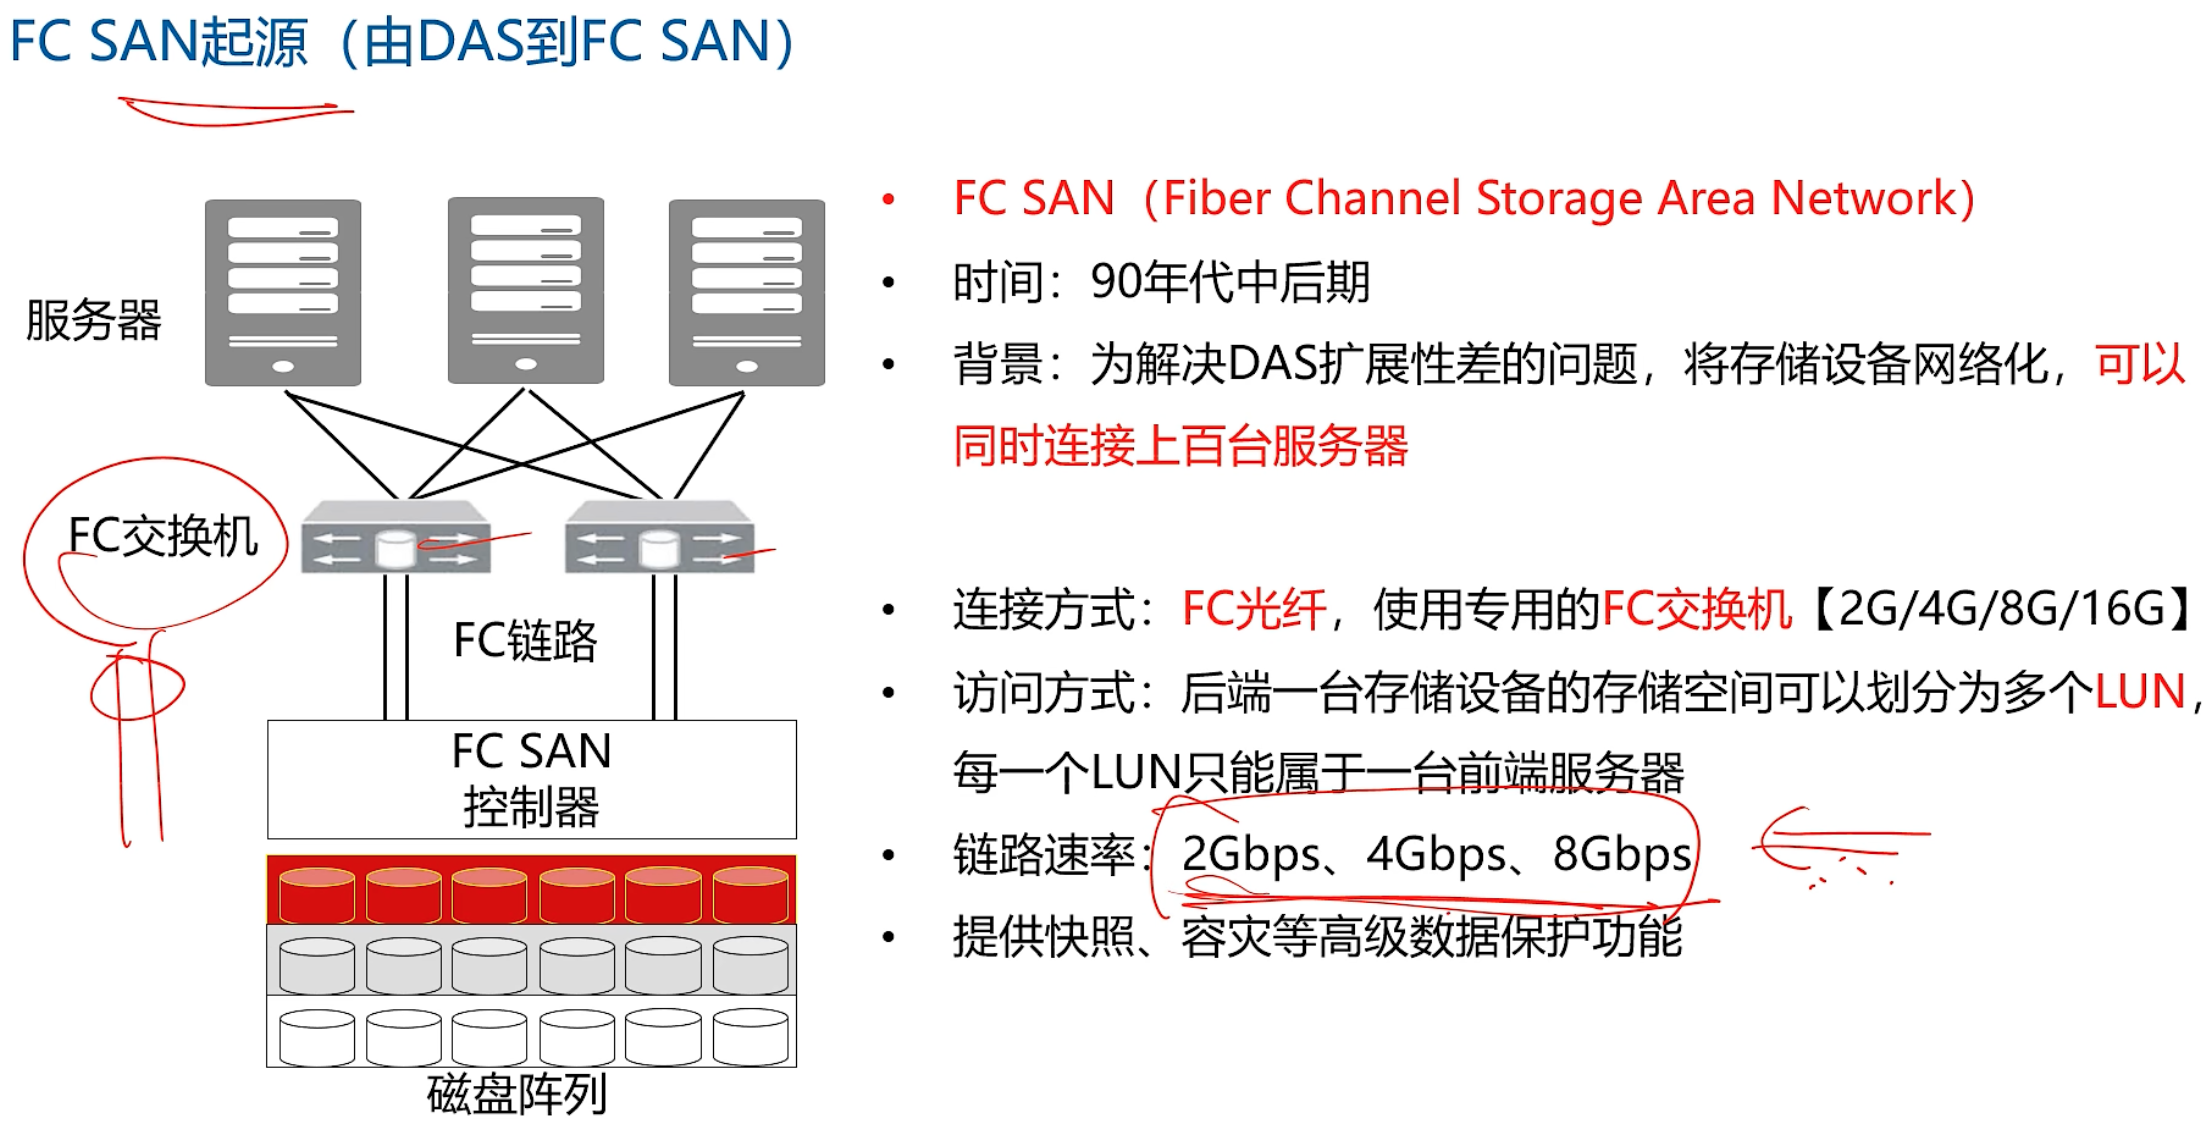 FC SAN起源（由DAS到FC SAN）
服务器
FC交换机
FC链路
FC SAN
控制器
磁盘阵列
• FC SAN（Fiber Channel Storage Area Network）
• 时间：90年代中后期
• 背景：为解决DAS扩展性差的问题，将存储设备网络化，可以
同时连接上百台服务器
• 连接方式：FC光纤，使用专用的FC交换机【2G/4G/8G/16G】
• 访问方式：后端一台存储设备的存储空间可以划分为多个LUN，
每一个LUN只能属于一台前端服务器
• 链路速率：2Gbps、4Gbps、8Gbps
• 提供快照、容灾等高级数据保护功能